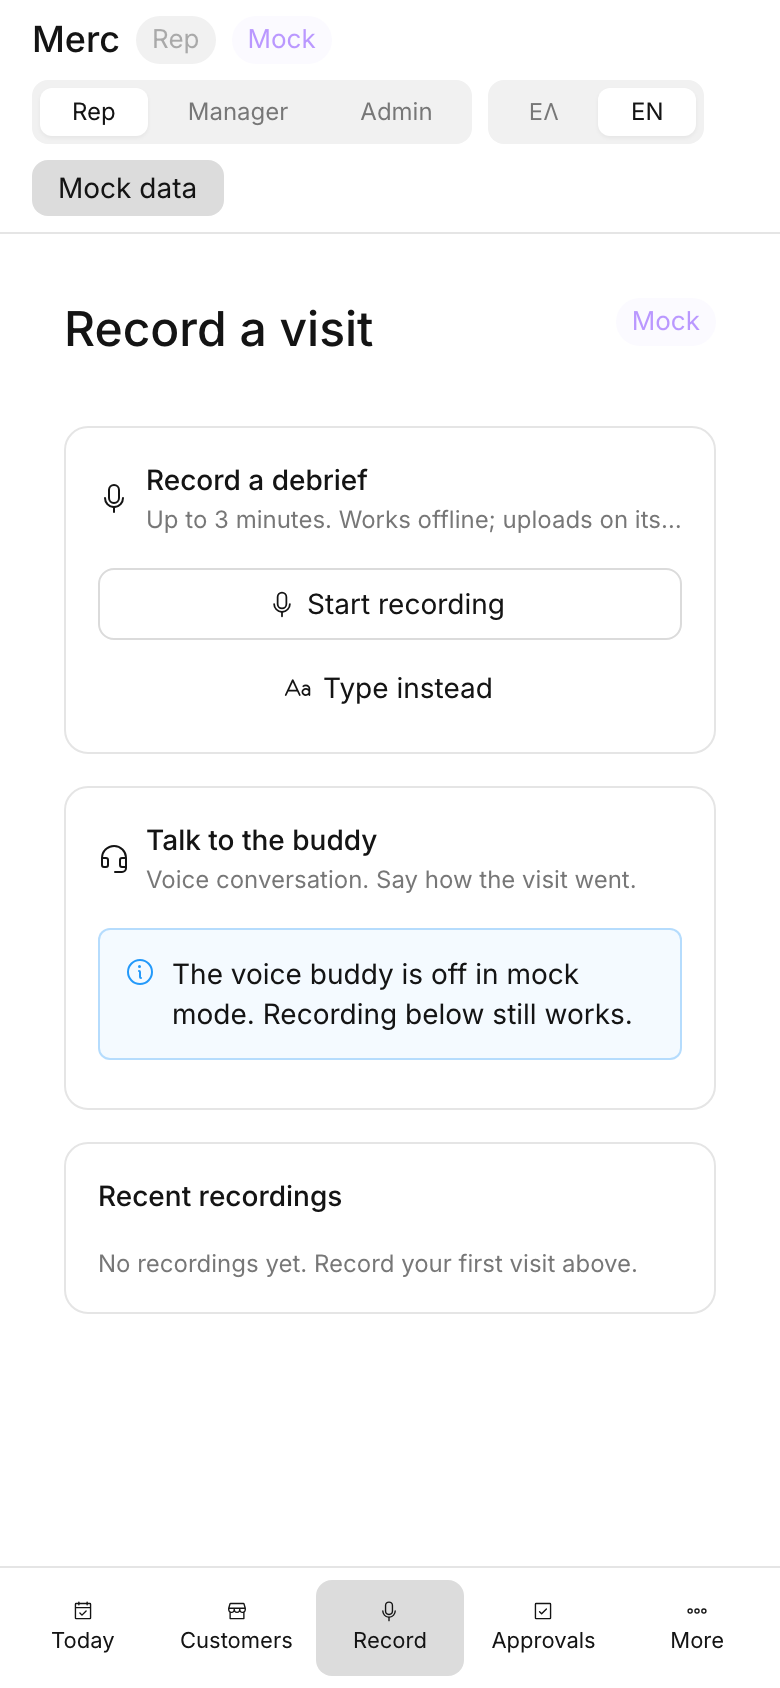 Merc Rep Mock
Rep Manager Admin ΕΛ EN
Mock data
Record a visit Mock
Record a debrief
Up to 3 minutes. Works offline; uploads on its...
Start recording
Aa Type instead
Talk to the buddy
Voice conversation. Say how the visit went.
The voice buddy is off in mock
mode. Recording below still works.
Recent recordings
No recordings yet. Record your first visit above.
Today Customers Record Approvals More